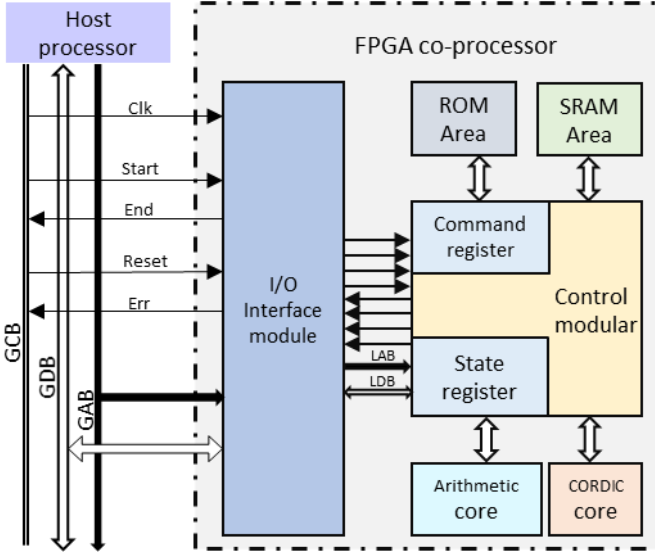 Host
processor
FPGA co-processor
Clk
Start
End
Reset
Err
GCB
GDB
GAB
I/O
Interface
module
ROM
Area
SRAM
Area
Command
register
Control
modular
LAB
LDB
State
register
Arithmetic
core
CORDIC
core